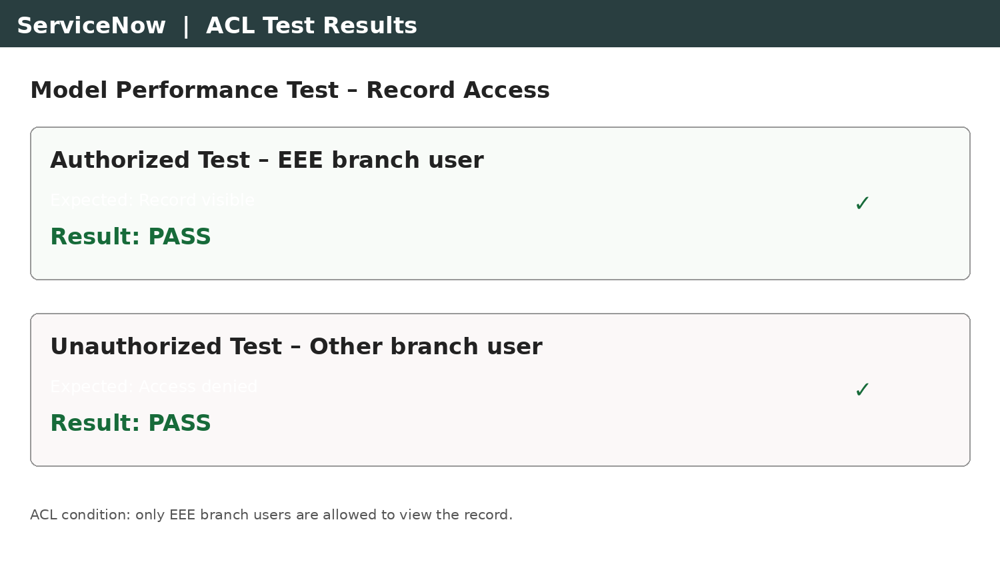 ServiceNow | ACL Test Results
Model Performance Test – Record Access
Authorized Test – EEE branch user
Expected: Record visible
✓
Result: PASS
Unauthorized Test – Other branch user
Expected: Access denied
✓
Result: PASS
ACL condition: only EEE branch users are allowed to view the record.